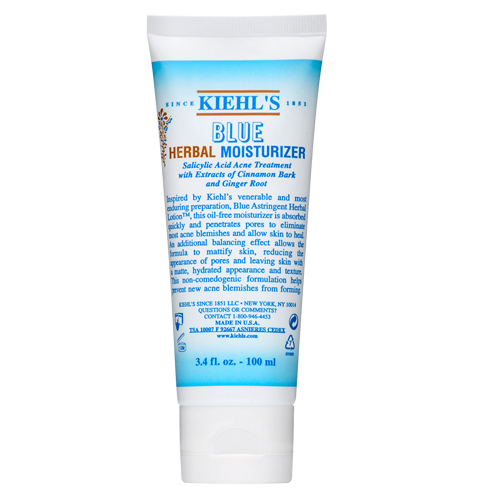 SINCE KIEHL'S 1851
BLUE
HERBAL MOISTURIZER
Salicylic Acid Acne Treatment
with Extracts of Cinnamon Bark
and Ginger Root
Inspired by Kiehl's venerable and most
enduring preparation, Blue Astringent Herbal
Lotion™, this oil-free moisturizer is absorbed
quickly and penetrates pores to eliminate
most acne blemishes and allow skin to heal.
An additional balancing effect allows the
formula to mattify skin, reducing the
appearance of pores and leaving skin with
a matte, hydrated appearance and texture.
This non-comedogenic formulation helps
prevent new acne blemishes from forming.
KIEHL'S SINCE 1851 LLC • NEW YORK, NY 10014
QUESTIONS OR COMMENTS?
CONTACT 1-800-946-4453
MADE IN U.S.A.
TSA 10007 F 92667 ASNIERES CEDEX
www.kiehls.com
3.4 fl. oz. - 100 ml